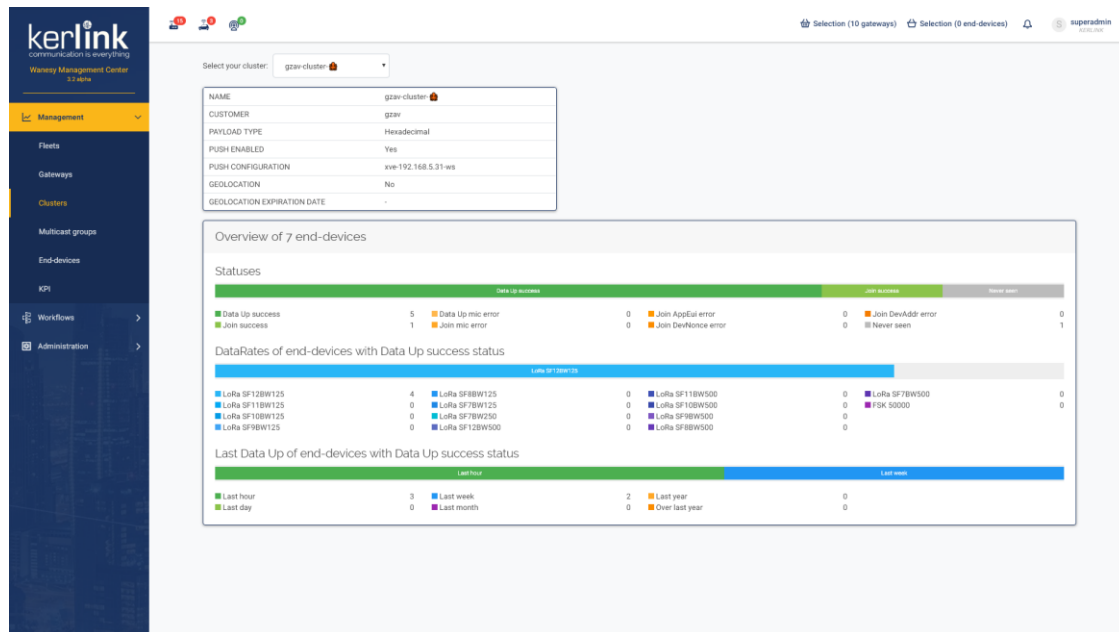 15 3 0
Selection (10 gateways) Selection (0 end-devices) S superadmin
KERLINK
kerlink
communication is everything
Wanesy Management Center
3.2 alpha
Management
Fleets
Gateways
Clusters
Multicast groups
End-devices
KPI
Workflows
Administration
Select your cluster: gzav-cluster-
NAME gzav-cluster-
CUSTOMER gzav
PAYLOAD TYPE Hexadecimal
PUSH ENABLED Yes
PUSH CONFIGURATION xve-192.168.5.31-ws
GEOLOCATION No
GEOLOCATION EXPIRATION DATE -
Overview of 7 end-devices
Statuses
Data Up success Join success Never seen
Data Up success 5 Data Up mic error 0 Join AppEui error 0 Join DevAddr error 0
Join success 1 Join mic error 0 Join DevNonce error 0 Never seen 1
DataRates of end-devices with Data Up success status
LoRa SF12BW125
LoRa SF12BW125 4 LoRa SF8BW125 0 LoRa SF11BW500 0 LoRa SF7BW500 0
LoRa SF11BW125 0 LoRa SF7BW125 0 LoRa SF10BW500 0 FSK 50000 0
LoRa SF10BW125 0 LoRa SF7BW250 0 LoRa SF9BW500 0
LoRa SF9BW125 0 LoRa SF12BW500 0 LoRa SF8BW500 0
Last Data Up of end-devices with Data Up success status
Last hour Last week
Last hour 3 Last week 2 Last year 0
Last day 0 Last month 0 Over last year 0